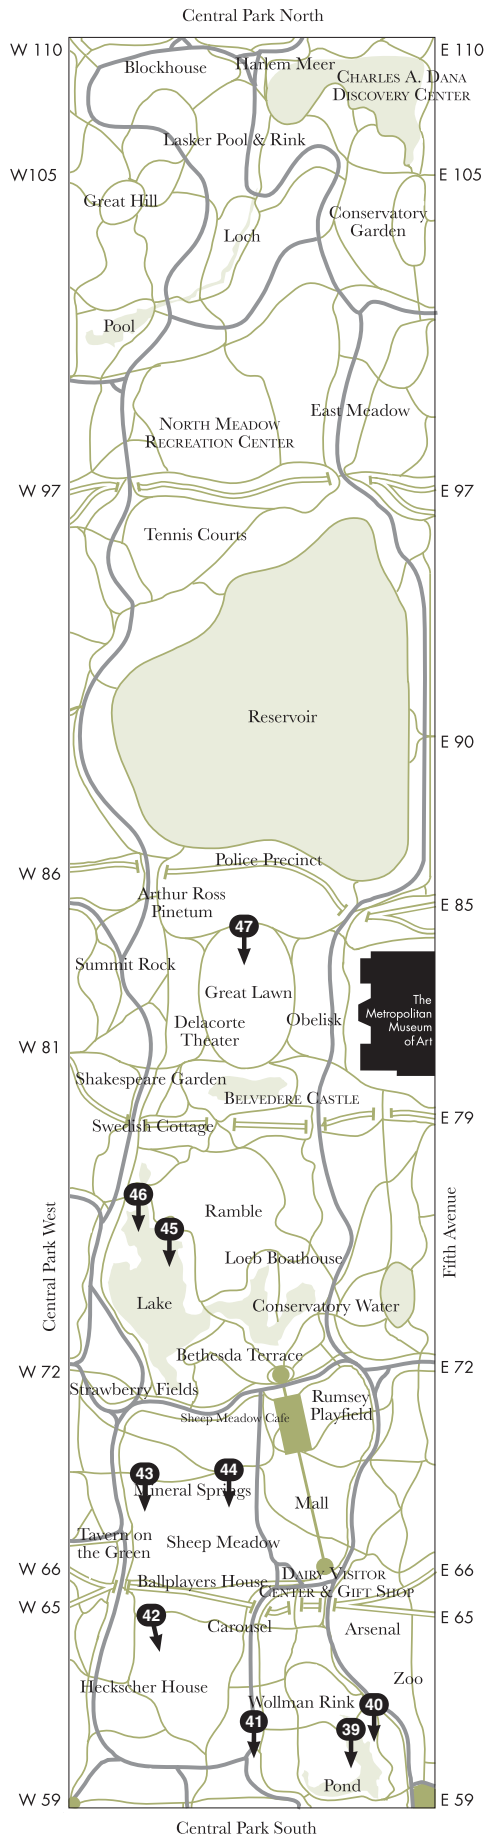 Central Park North
W 110
E 110
Blockhouse
Harlem Meer
CHARLES A. DANA
DISCOVERY CENTER
Lasker Pool & Rink
W105
E 105
Great Hill
Conservatory
Garden
Loch
Pool
East Meadow
NORTH MEADOW
RECREATION CENTER
W 97
E 97
Tennis Courts
Reservoir
E 90
Police Precinct
W 86
Arthur Ross
Pinetum
E 85
47
Summit Rock
Great Lawn
The
Metropolitan
Museum
of Art
Delacorte
Theater
Obelisk
W 81
Shakespeare Garden
BELVEDERE CASTLE
E 79
Swedish Cottage
46
Ramble
45
Central Park West
Fifth Avenue
Loeb Boathouse
Lake
Conservatory Water
Bethesda Terrace
W 72
E 72
Strawberry Fields
Rumsey
Playfield
Sheep Meadow Cafe
43
44
Mineral Springs
Mall
Tavern on
the Green
Sheep Meadow
W 66
E 66
DAIRY VISITOR
CENTER & GIFT SHOP
Ballplayers House
W 65
E 65
42
Carousel
Arsenal
Zoo
Heckscher House
Wollman Rink
40
41
39
Pond
W 59
E 59
Central Park South